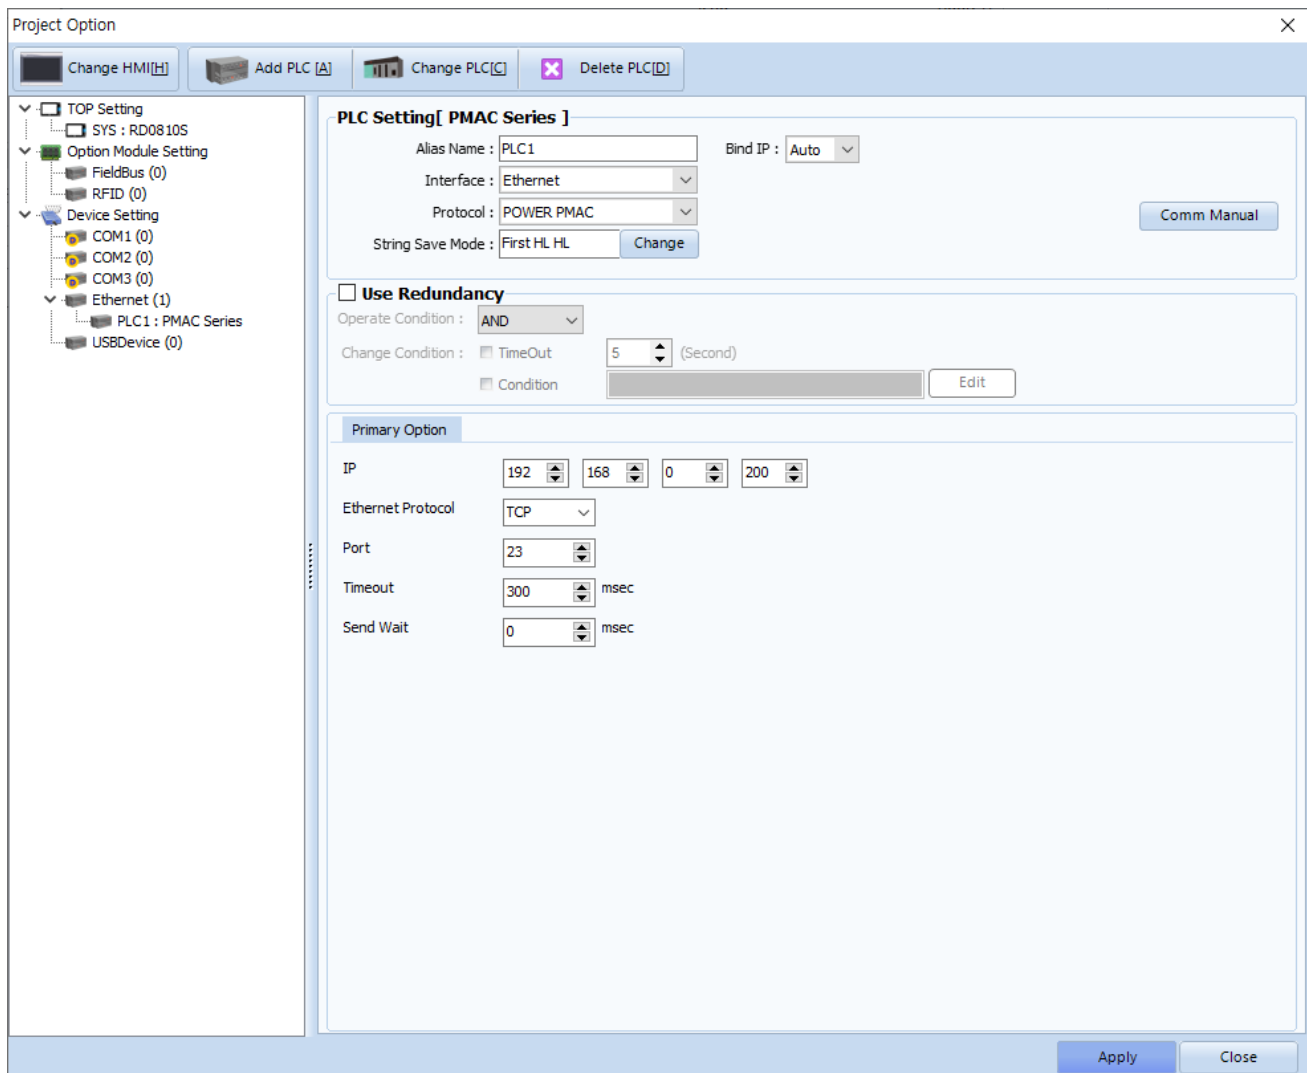 Project Option
Change HMI[H] Add PLC [A] Change PLC[C] Delete PLC[D]
TOP Setting
SYS : RD0810S
Option Module Setting
FieldBus (0)
RFID (0)
Device Setting
COM1 (0)
COM2 (0)
COM3 (0)
Ethernet (1)
PLC1 : PMAC Series
USBDevice (0)
PLC Setting[ PMAC Series ]
Alias Name : PLC1 Bind IP : Auto
Interface : Ethernet
Protocol : POWER PMAC Comm Manual
String Save Mode : First HL HL Change
Use Redundancy
Operate Condition : AND
Change Condition : TimeOut 5 (Second)
Condition Edit
Primary Option
IP 192 168 0 200
Ethernet Protocol TCP
Port 23
Timeout 300 msec
Send Wait 0 msec
Apply Close